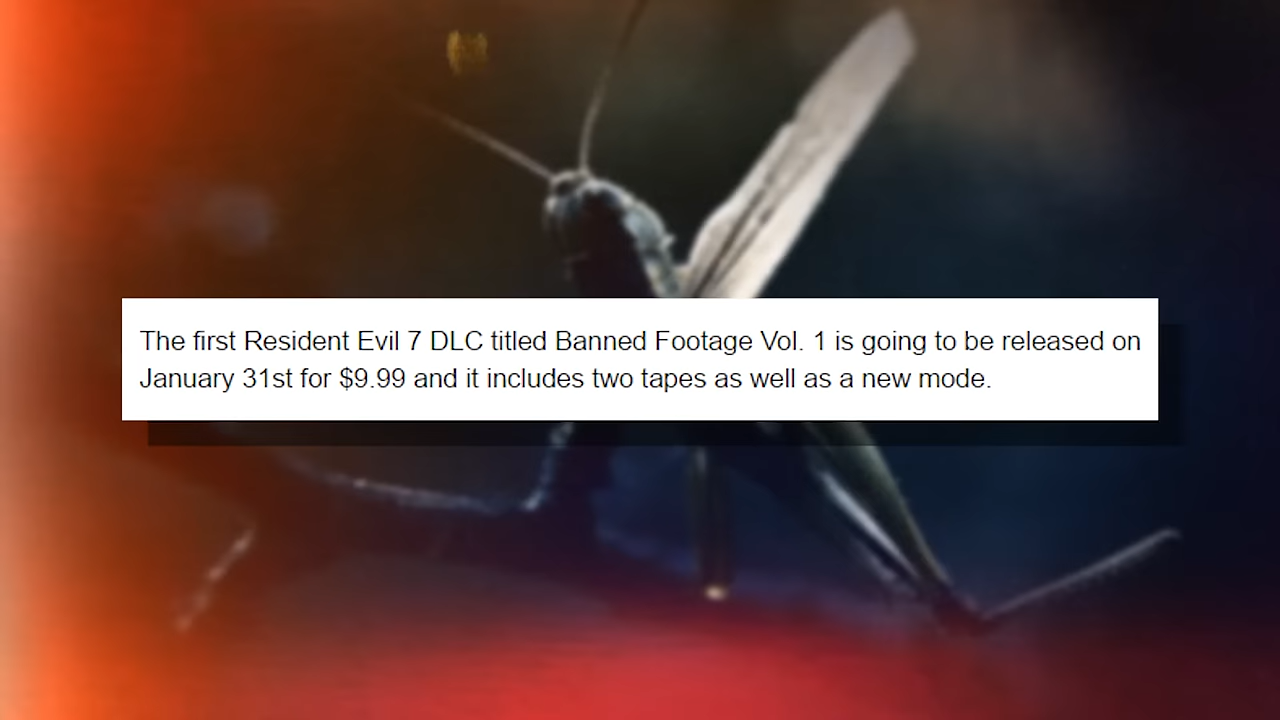 The first Resident Evil 7 DLC titled Banned Footage Vol. 1 is going to be released on
January 31st for $9.99 and it includes two tapes as well as a new mode.